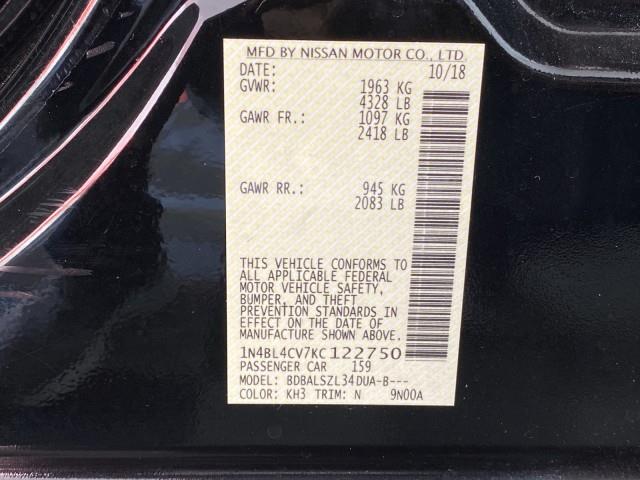 MFD BY NISSAN MOTOR CO., LTD.
DATE: 10/18
GVWR: 1963 KG
4328 LB
GAWR FR.: 1097 KG
2418 LB
GAWR RR.: 945 KG
2083 LB
THIS VEHICLE CONFORMS TO
ALL APPLICABLE FEDERAL
MOTOR VEHICLE SAFETY,
BUMPER, AND THEFT
PREVENTION STANDARDS IN
EFFECT ON THE DATE OF
MANUFACTURE SHOWN ABOVE.
1N4BL4CV7KC122750
PASSENGER CAR 159
MODEL: BDBALSZL34DUA-B---
COLOR: KH3 TRIM: N 9N00A